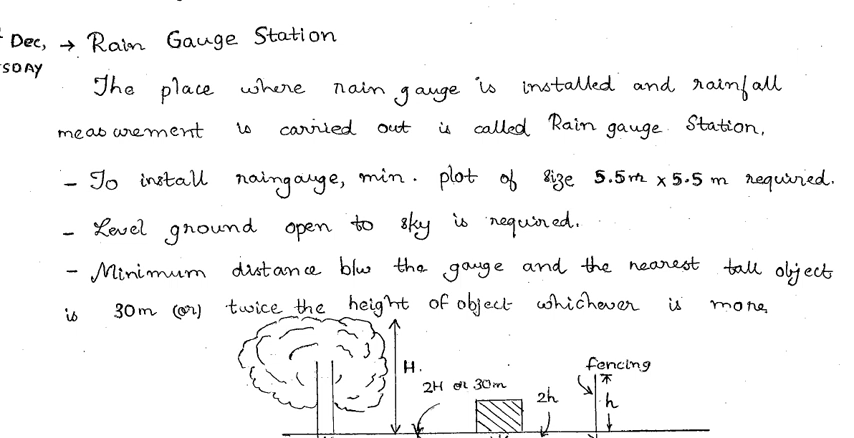 Dec, → Rain Gauge Station
SDAY
The place where rain gauge is installed and rainfall
measurement is carried out is called Rain gauge Station.
- To install raingauge, min. plot of size 5.5m x 5.5 m required.
- Level ground open to sky is required.
- Minimum distance b/w the gauge and the nearest tall object
is 30m (or) twice the height of object whichever is more.
fencing
H.
2H or 30m
2h
h